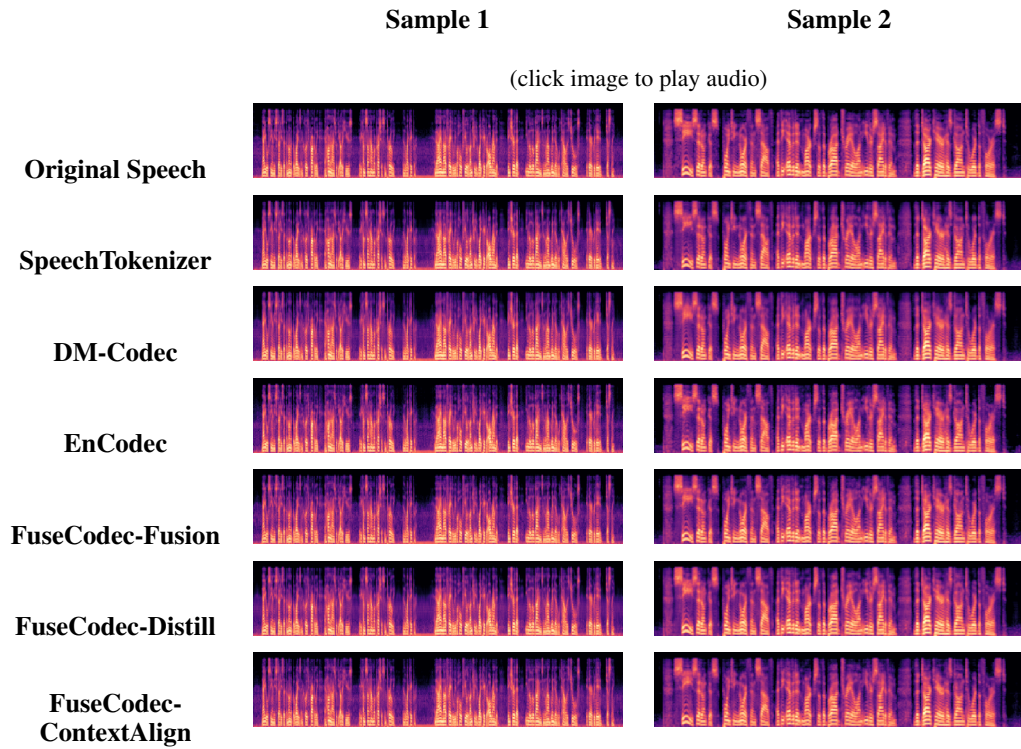 Sample 1 Sample 2
(click image to play audio)
Original Speech
SpeechTokenizer
DM-Codec
EnCodec
FuseCodec-Fusion
FuseCodec-Distill
FuseCodec-
ContextAlign